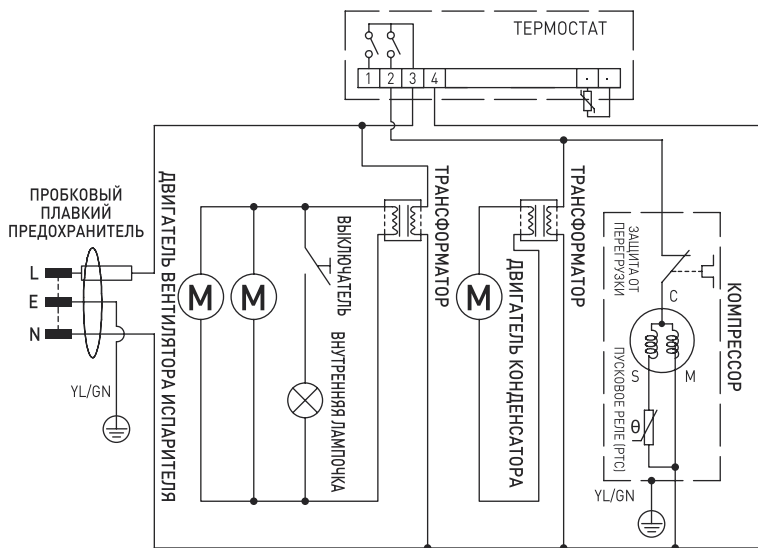 ТЕРМОСТАТ
1 2 3 4
ПРОБКОВЫЙ
ПЛАВКИЙ
ПРЕДОХРАНИТЕЛЬ
L
E
N
YL/GN
ДВИГАТЕЛЬ ВЕНТИЛЯТОРА ИСПАРИТЕЛЯ
M
M
ВЫКЛЮЧАТЕЛЬ
ВНУТРЕННЯЯ ЛАМПОЧКА
ТРАНСФОРМАТОР
M
ДВИГАТЕЛЬ КОНДЕНСАТОРА
ТРАНСФОРМАТОР
ЗАЩИТА ОТ
ПЕРЕГРУЗКИ
C
S
M
θ
ПУСКОВОЕ РЕЛЕ (PTC)
КОМПРЕССОР
YL/GN